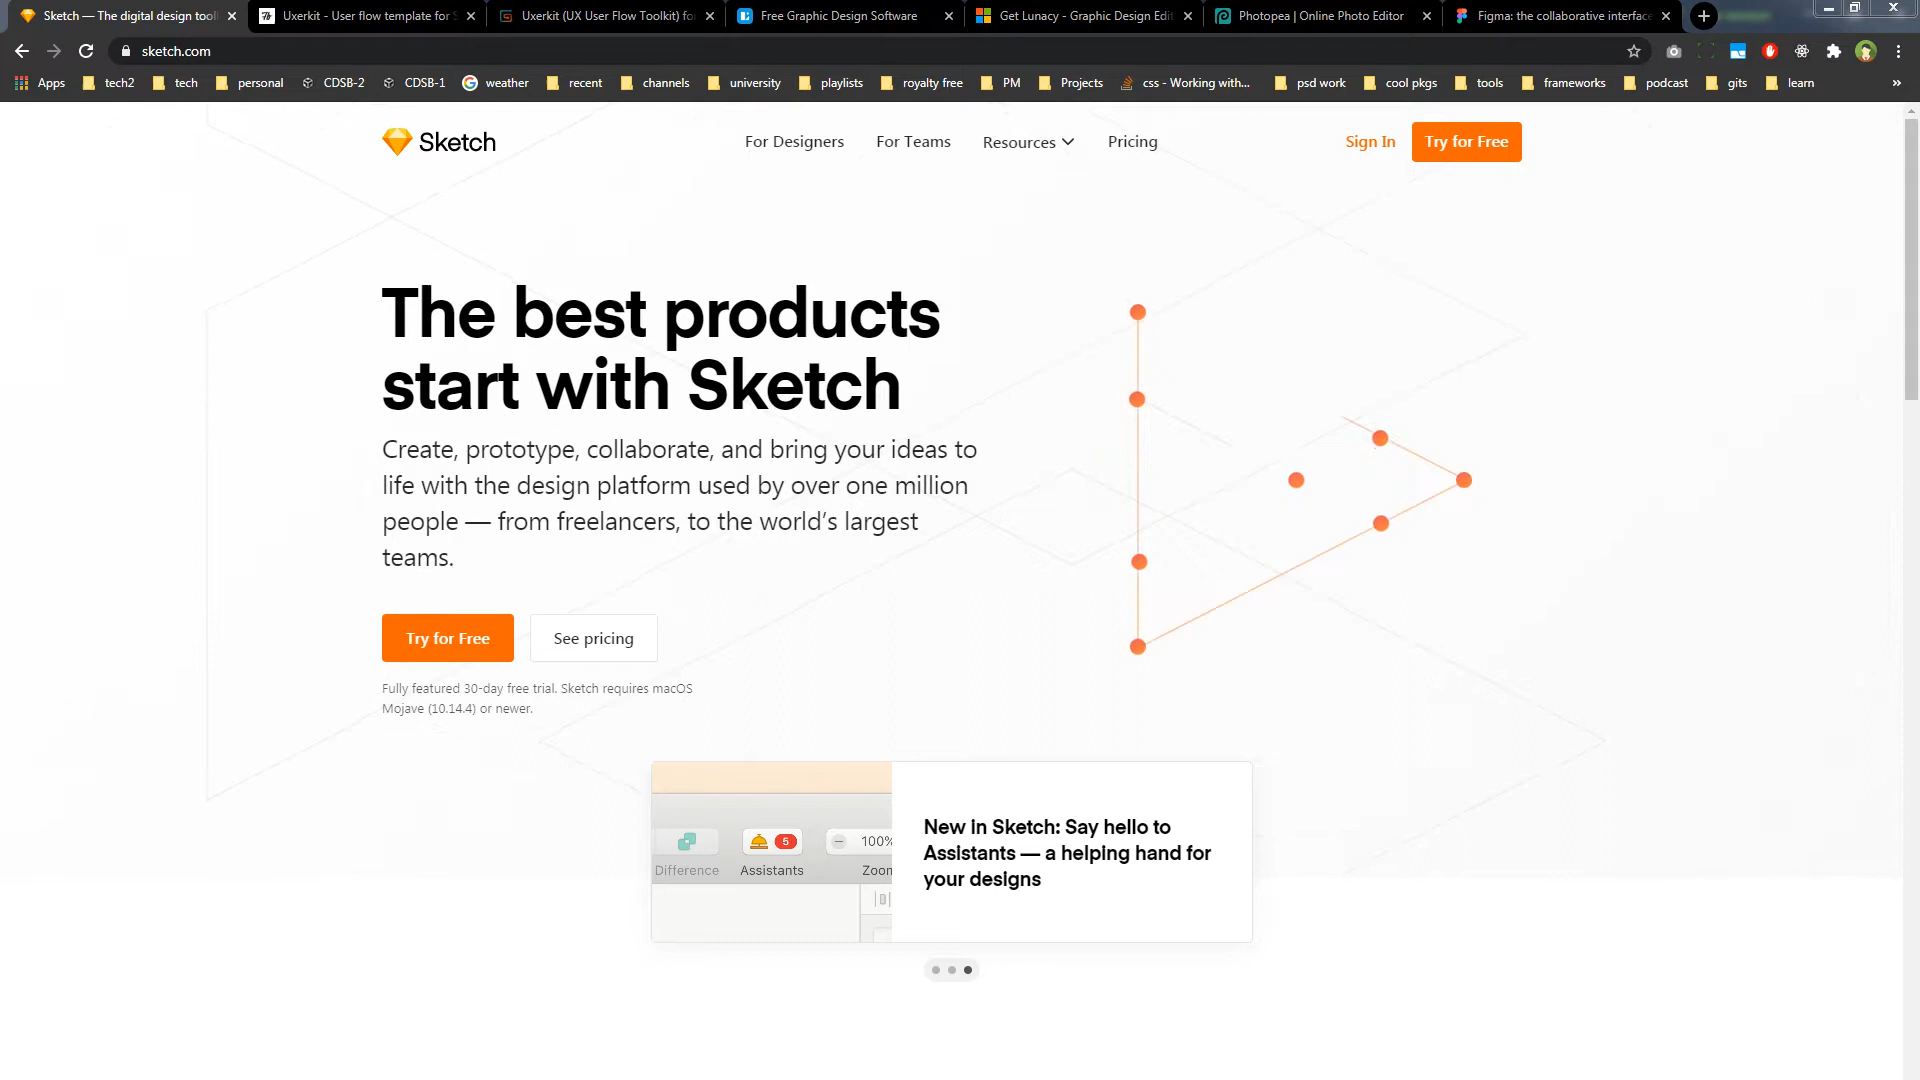 Sketch — The digital design tool
Uxerkit - User flow template for S
Uxerkit (UX User Flow Toolkit) fo
Free Graphic Design Software
Get Lunacy - Graphic Design Edit
Photopea | Online Photo Editor
Figma: the collaborative interface
sketch.com
Apps tech2 tech personal CDSB-2 CDSB-1 weather recent channels university playlists royalty free PM Projects css - Working with... psd work cool pkgs tools frameworks podcast gits learn »
Sketch
For Designers For Teams Resources Pricing
Sign In Try for Free
The best products
start with Sketch
Create, prototype, collaborate, and bring your ideas to
life with the design platform used by over one million
people — from freelancers, to the world’s largest
teams.
Try for Free See pricing
Fully featured 30-day free trial. Sketch requires macOS
Mojave (10.14.4) or newer.
5 100%
Difference Assistants Zoom
New in Sketch: Say hello to
Assistants — a helping hand for
your designs